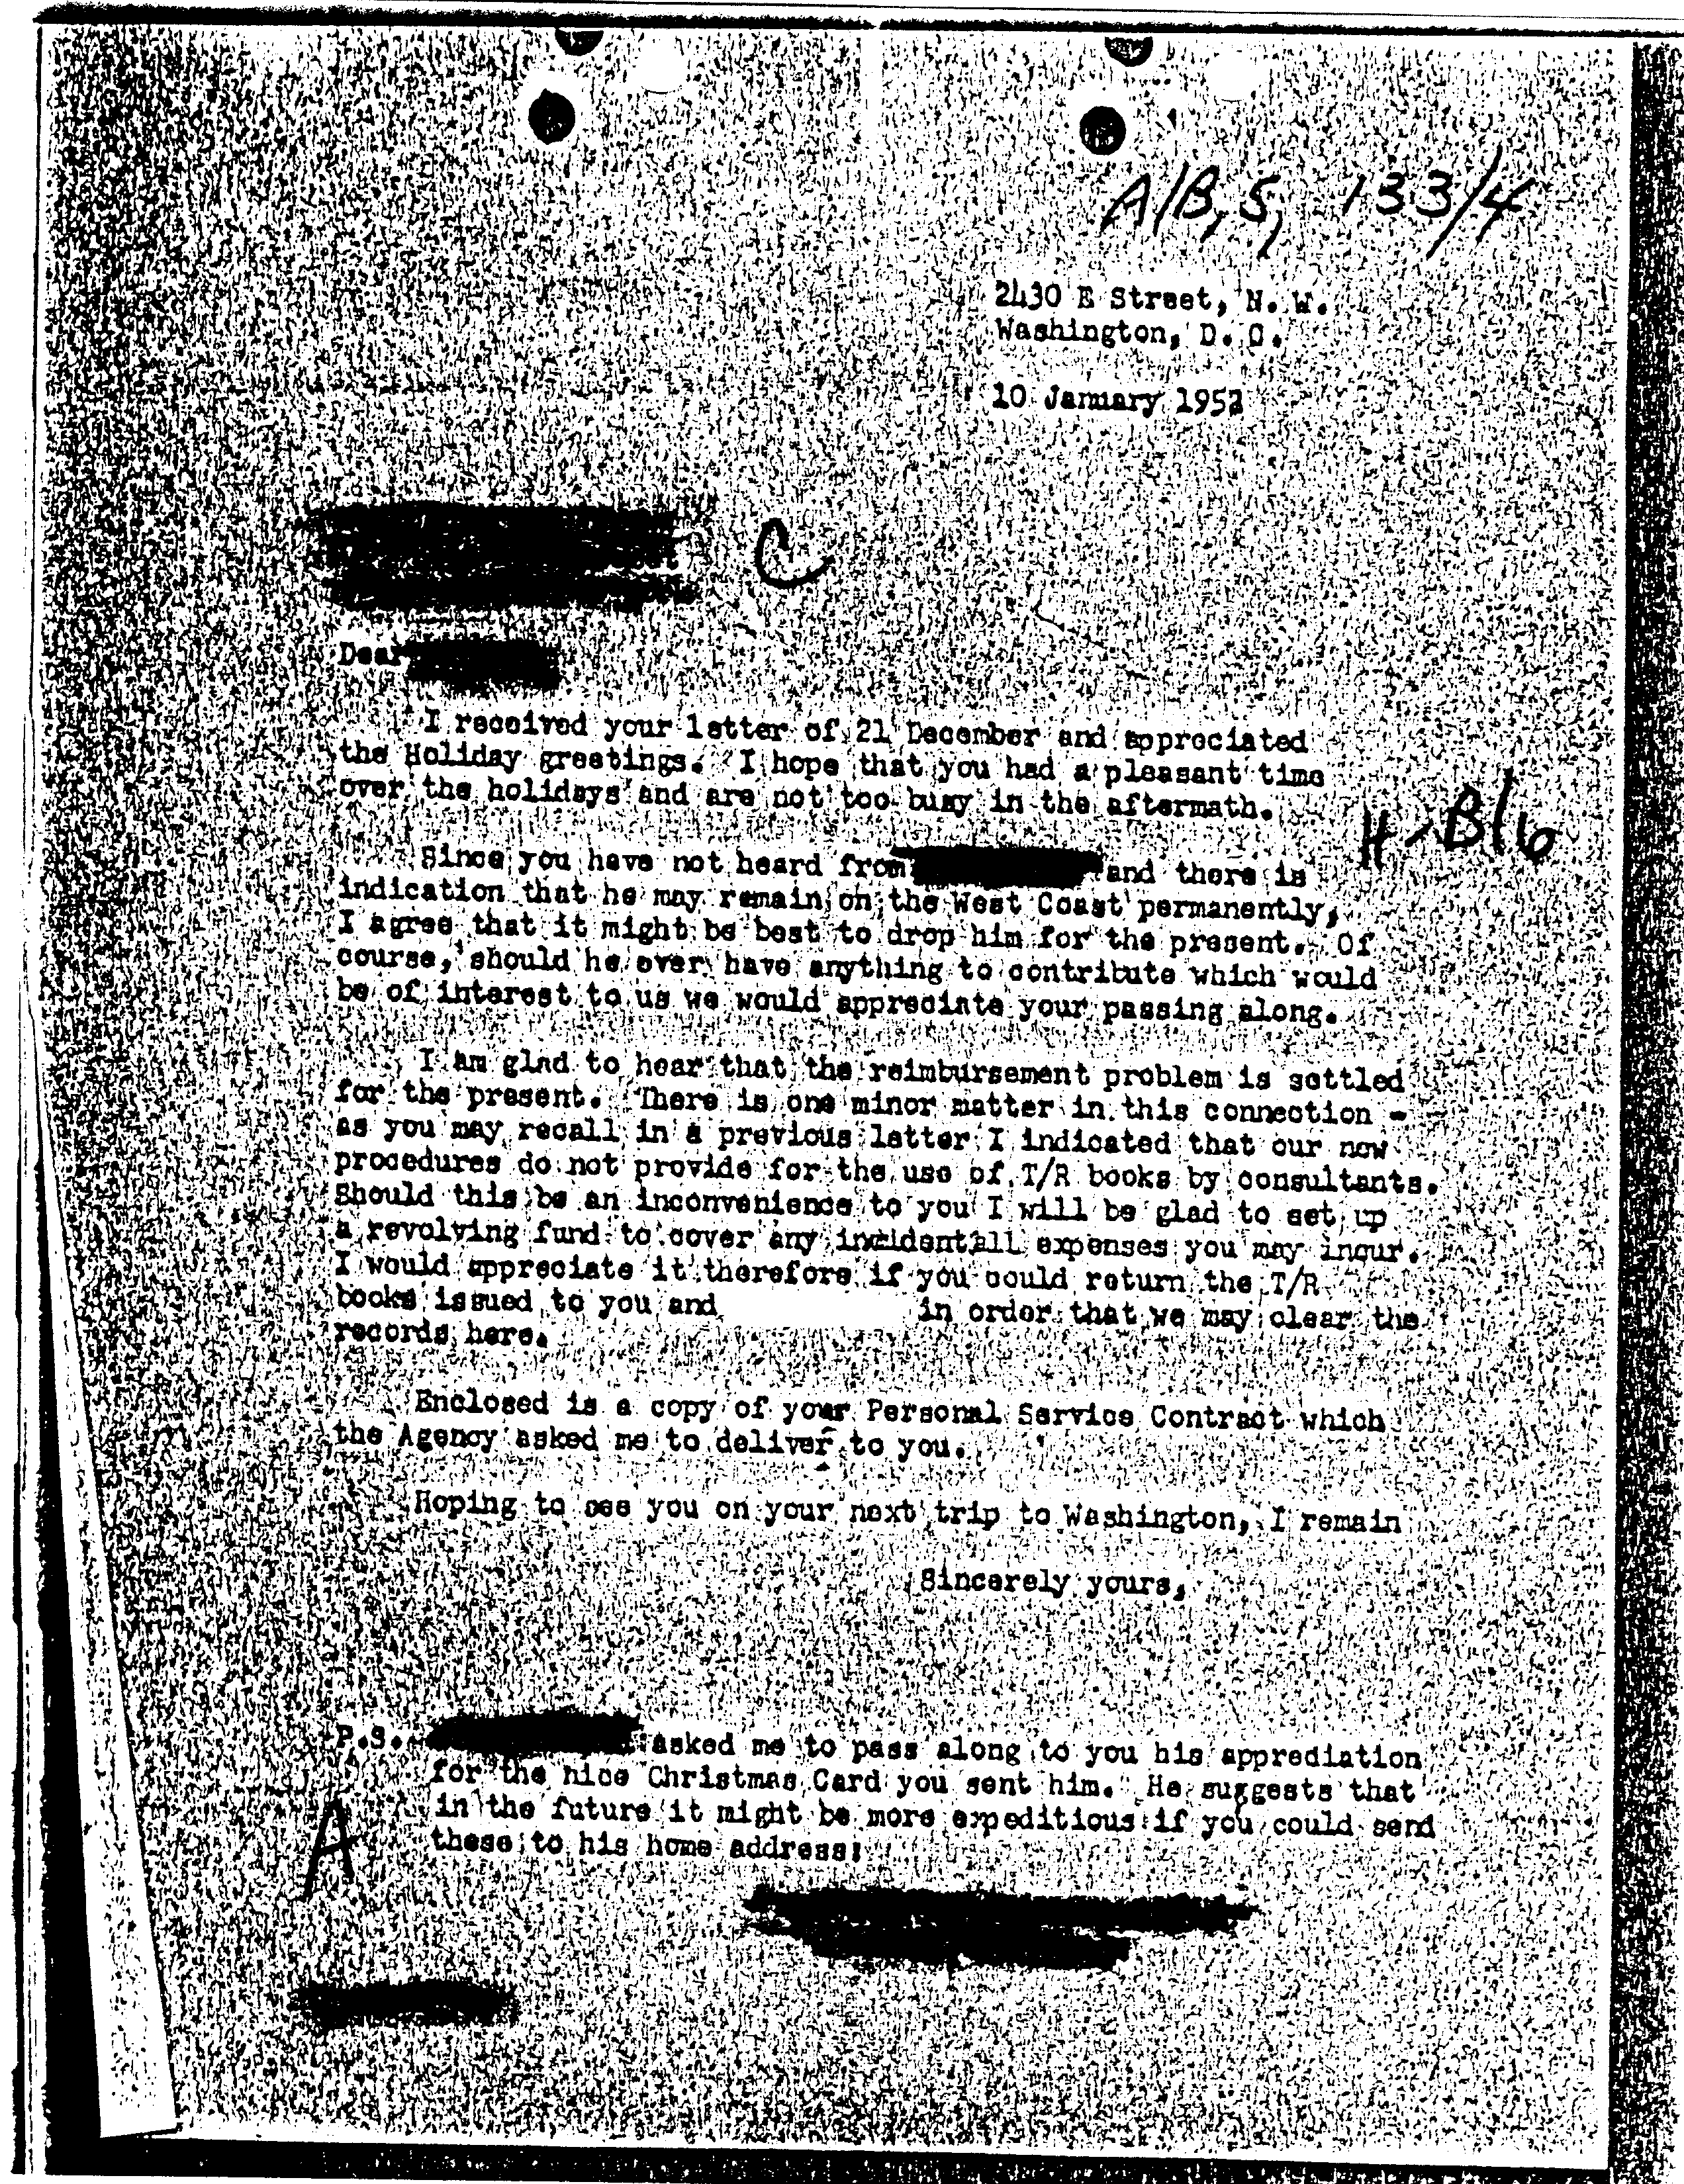 A/B, 5, 133/4
2430 E Street, N. W.
Washington, D. C.
10 January 1952
C
Dear
I received your letter of 21 December and appreciated
the Holiday greetings. I hope that you had a pleasant time
over the holidays and are not too busy in the aftermath.
H-B/6
Since you have not heard from and there is
indication that he may remain on the West Coast permanently,
I agree that it might be best to drop him for the present. Of
course, should he ever have anything to contribute which would
be of interest to us we would appreciate your passing along.
I am glad to hear that the reimbursement problem is settled
for the present. There is one minor matter in this connection -
as you may recall in a previous letter I indicated that our new
procedures do not provide for the use of T/R books by consultants.
Should this be an inconvenience to you I will be glad to set up
a revolving fund to cover any incidentall expenses you may incur.
I would appreciate it therefore if you could return the T/R
books issued to you and in order that we may clear the
records here.
Enclosed is a copy of your Personal Service Contract which
the Agency asked me to deliver to you.
Hoping to see you on your next trip to Washington, I remain
Sincerely yours,
P.S. asked me to pass along to you his apprediation
for the nice Christmas Card you sent him. He suggests that
in the future it might be more expeditious if you could send
these to his home address:
A